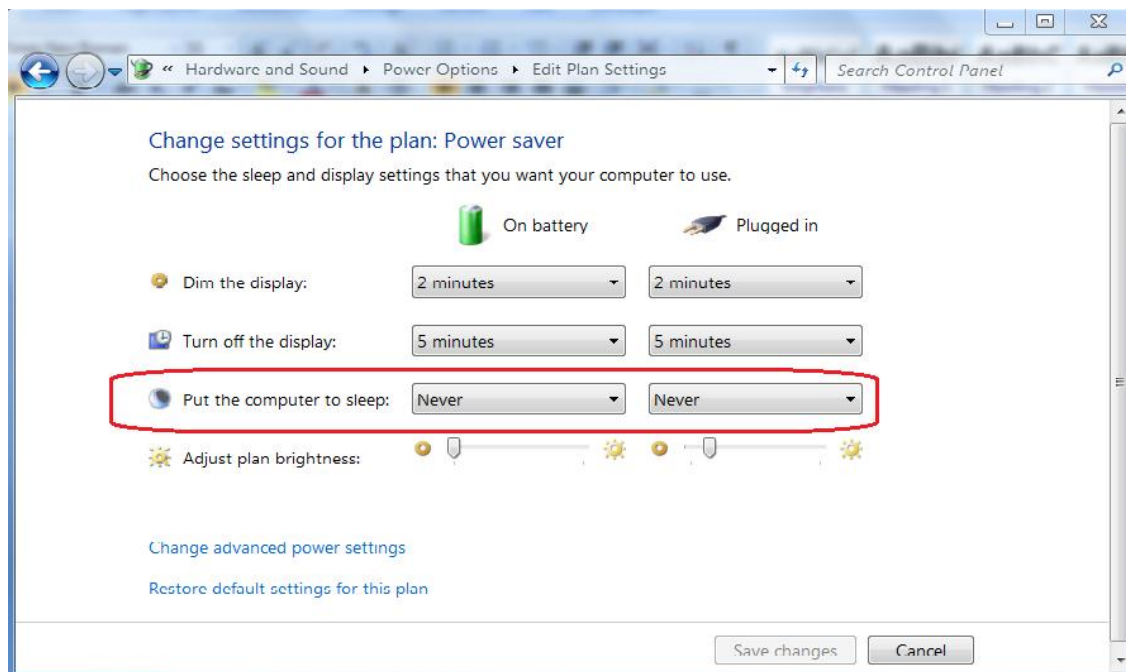 « Hardware and Sound ▸ Power Options ▸ Edit Plan Settings Search Control Panel
Change settings for the plan: Power saver
Choose the sleep and display settings that you want your computer to use.
On battery Plugged in
Dim the display: 2 minutes 2 minutes
Turn off the display: 5 minutes 5 minutes
Put the computer to sleep: Never Never
Adjust plan brightness:
Change advanced power settings
Restore default settings for this plan
Save changes Cancel